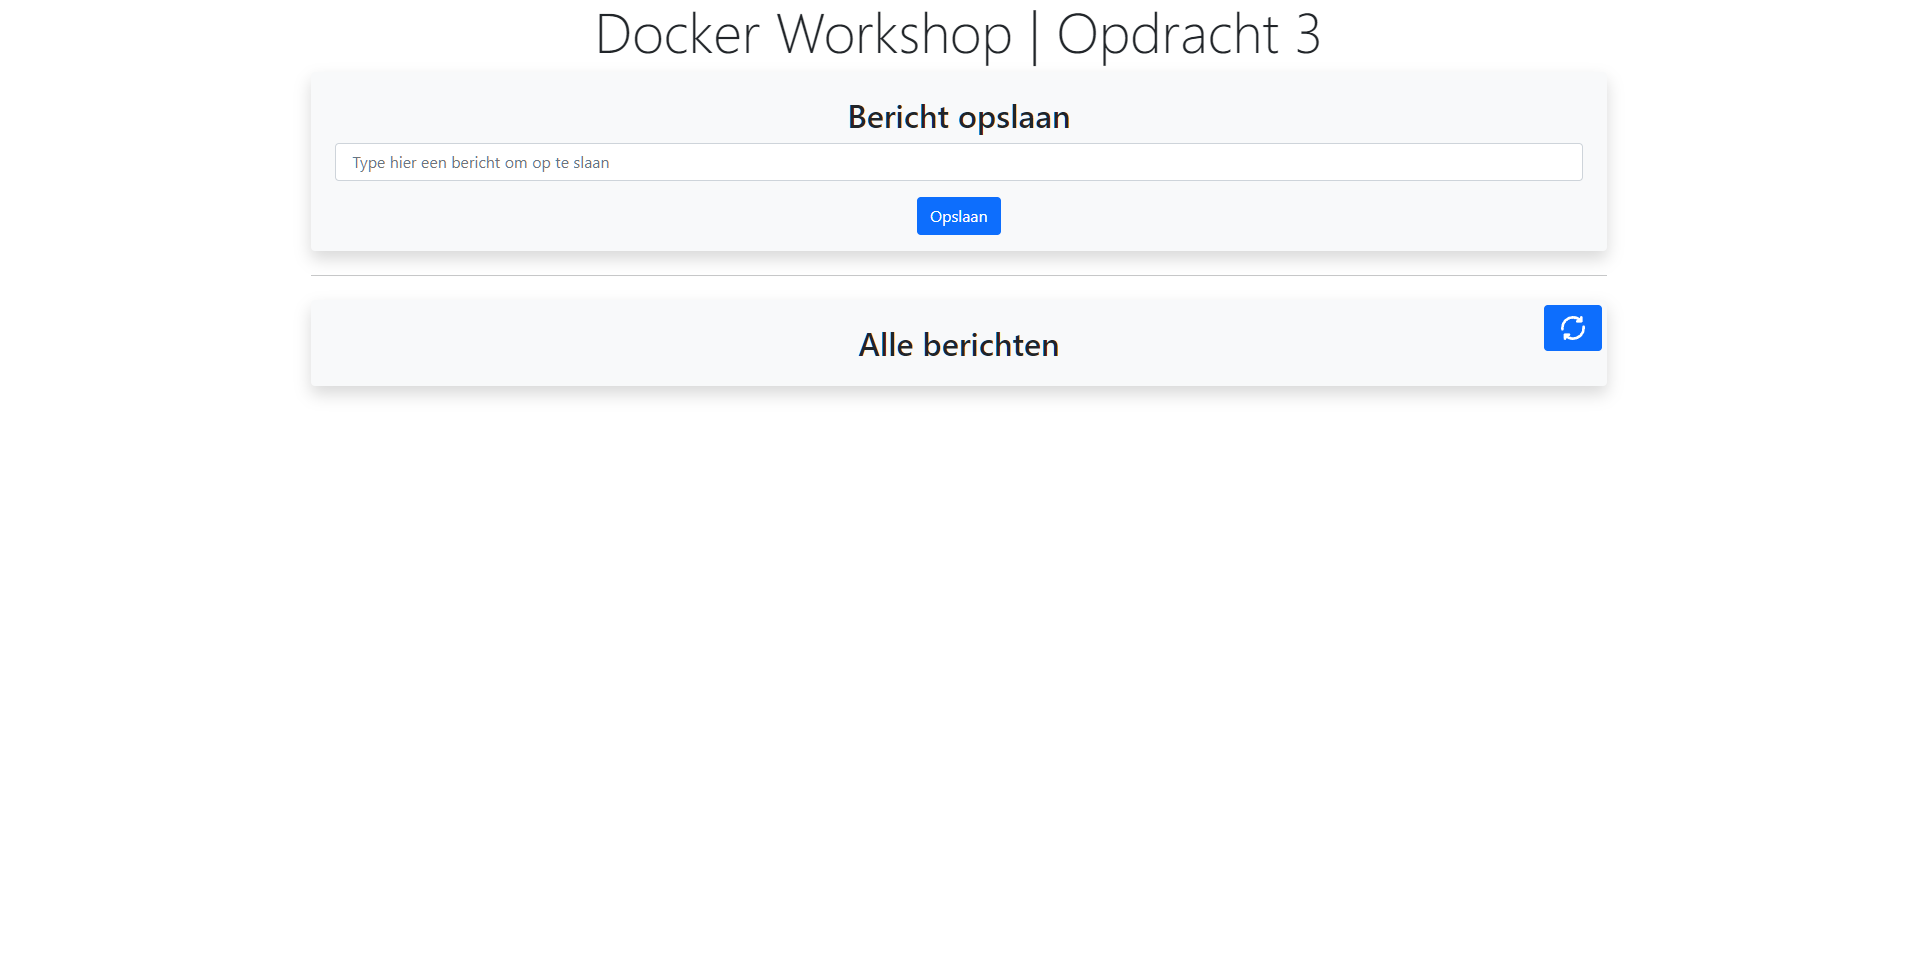 Docker Workshop | Opdracht 3
Bericht opslaan
Type hier een bericht om op te slaan
Opslaan
Alle berichten